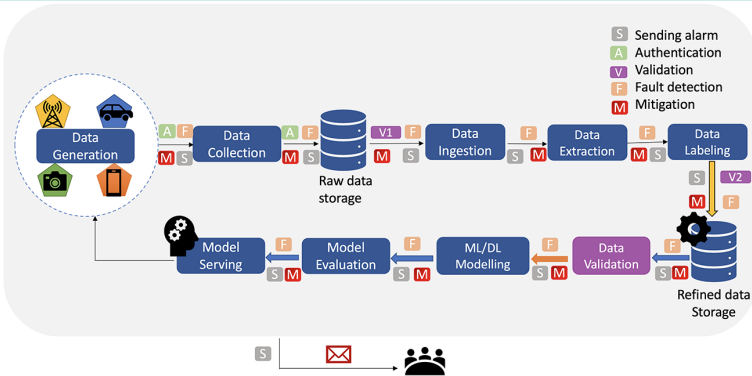 S Sending alarm
A Authentication
V Validation
F Fault detection
M Mitigation
Data
Generation
A F
M S
Data
Collection
A F
M S
Raw data
storage
V1 F
M S
Data
Ingestion
F
S M
Data
Extraction
F
M S
Data
Labeling
S V2
M F
Refined data
Storage
F
S M
Data
Validation
F
S M
ML/DL
Modelling
F
S M
Model
Evaluation
F
S M
Model
Serving
S